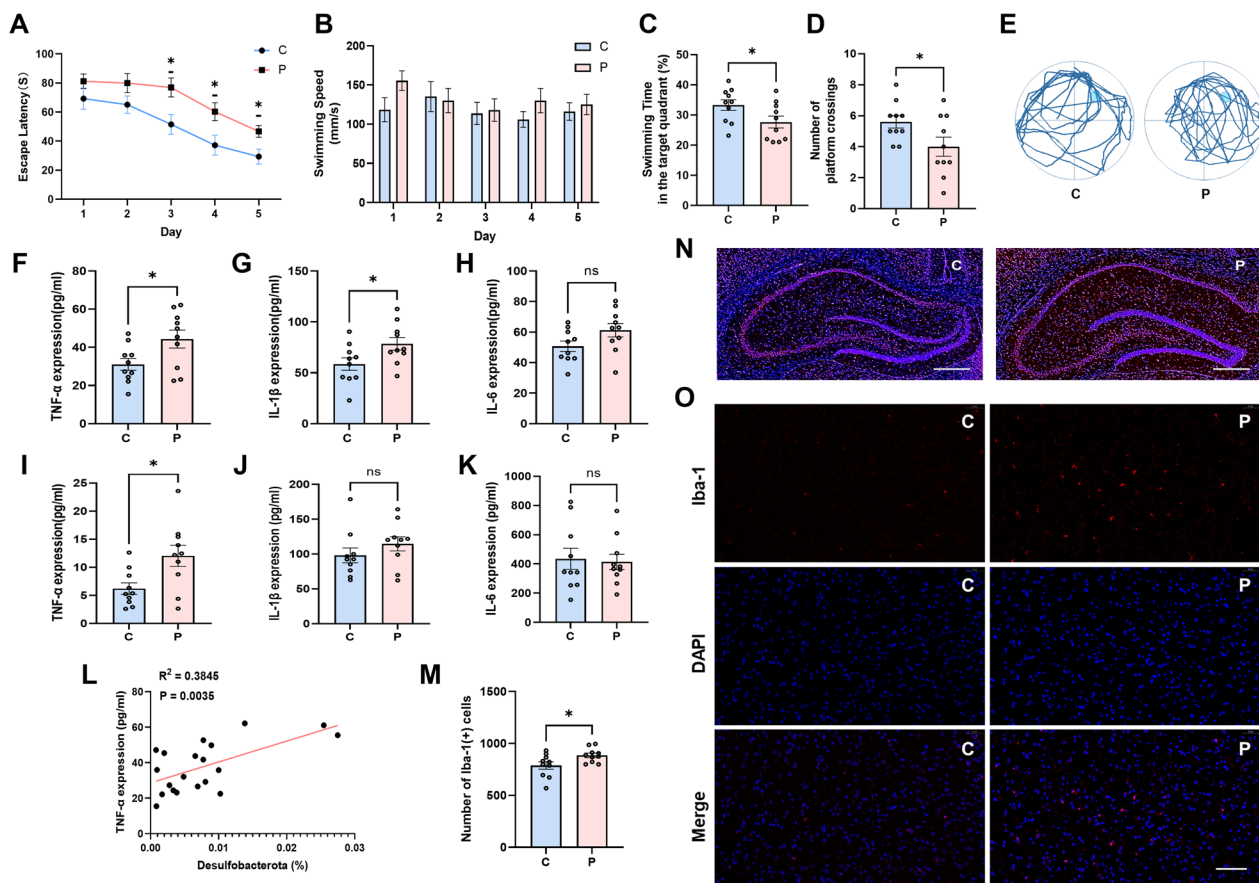 A
C
P
Escape Latency(S)
100
80
60
40
20
0
* -
* -
* -
1 2 3 4 5
Day
B
C
P
Swimming Speed
(mm/s)
200
150
100
50
0
1 2 3 4 5
Day
C
Swimming Time
in the target quadrant (%)
50
40
30
20
10
0
*
C P
D
Number of
platform crossings
10
8
6
4
2
0
*
C P
E
C P
F
TNF-α expression(pg/ml)
80
60
40
20
0
*
C P
G
IL-1β expression(pg/ml)
150
100
50
0
*
C P
H
IL-6 expression(pg/ml)
100
80
60
40
20
0
ns
C P
I
TNF-α expression(pg/ml)
25
20
15
10
5
0
*
C P
J
IL-1β expression (pg/ml)
200
150
100
50
0
ns
C P
K
IL-6 expression (pg/ml)
1000
800
600
400
200
0
ns
C P
L
R² = 0.3845
P = 0.0035
TNF-α expression (pg/ml)
80
60
40
20
0
0.00 0.01 0.02 0.03
Desulfobacterota (%)
M
Number of Iba-1(+) cells
1500
1000
500
0
*
C P
N
C
P
O
Iba-1
C
P
DAPI
C
P
Merge
C
P